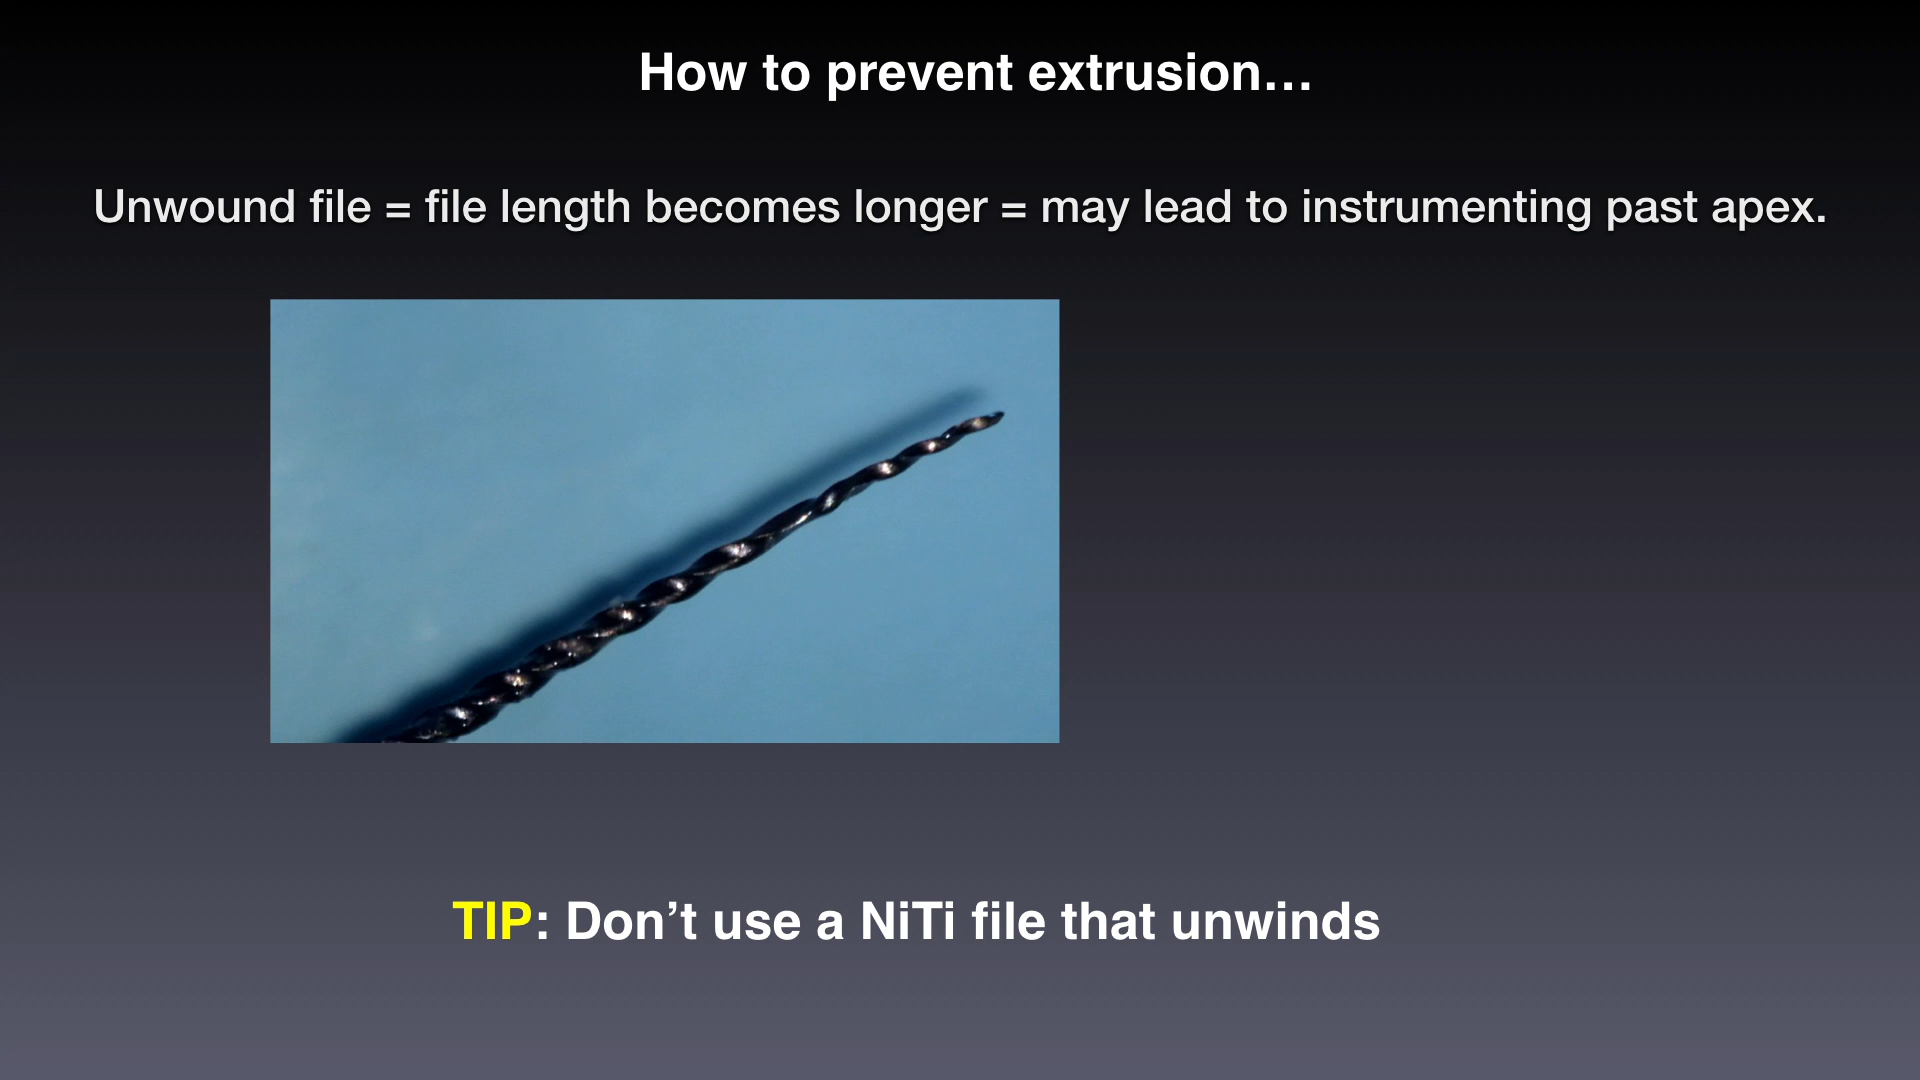 How to prevent extrusion…
Unwound file = file length becomes longer = may lead to instrumenting past apex.
TIP: Don’t use a NiTi file that unwinds